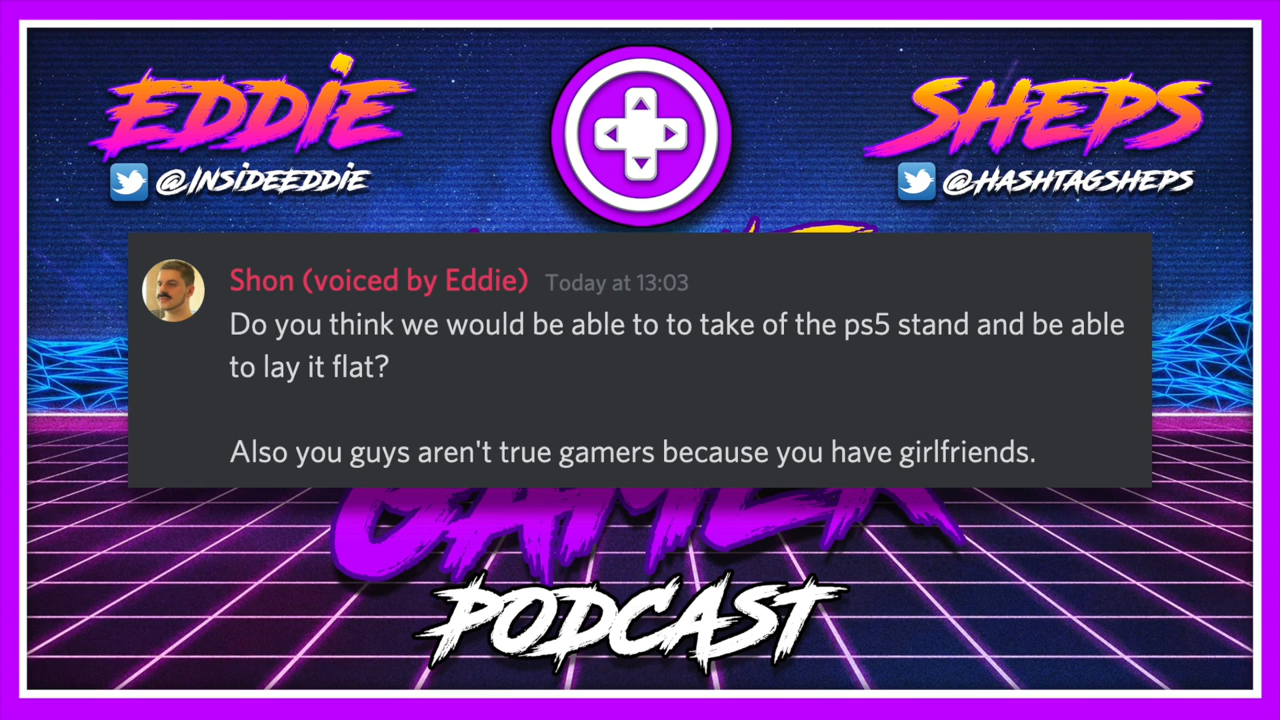 EDDIE
SHEPS
@INSIDEEDDIE
@HASHTAGSHEPS
Shon (voiced by Eddie) Today at 13:03
Do you think we would be able to to take of the ps5 stand and be able
to lay it flat?
Also you guys aren't true gamers because you have girlfriends.
GAMER
PODCAST